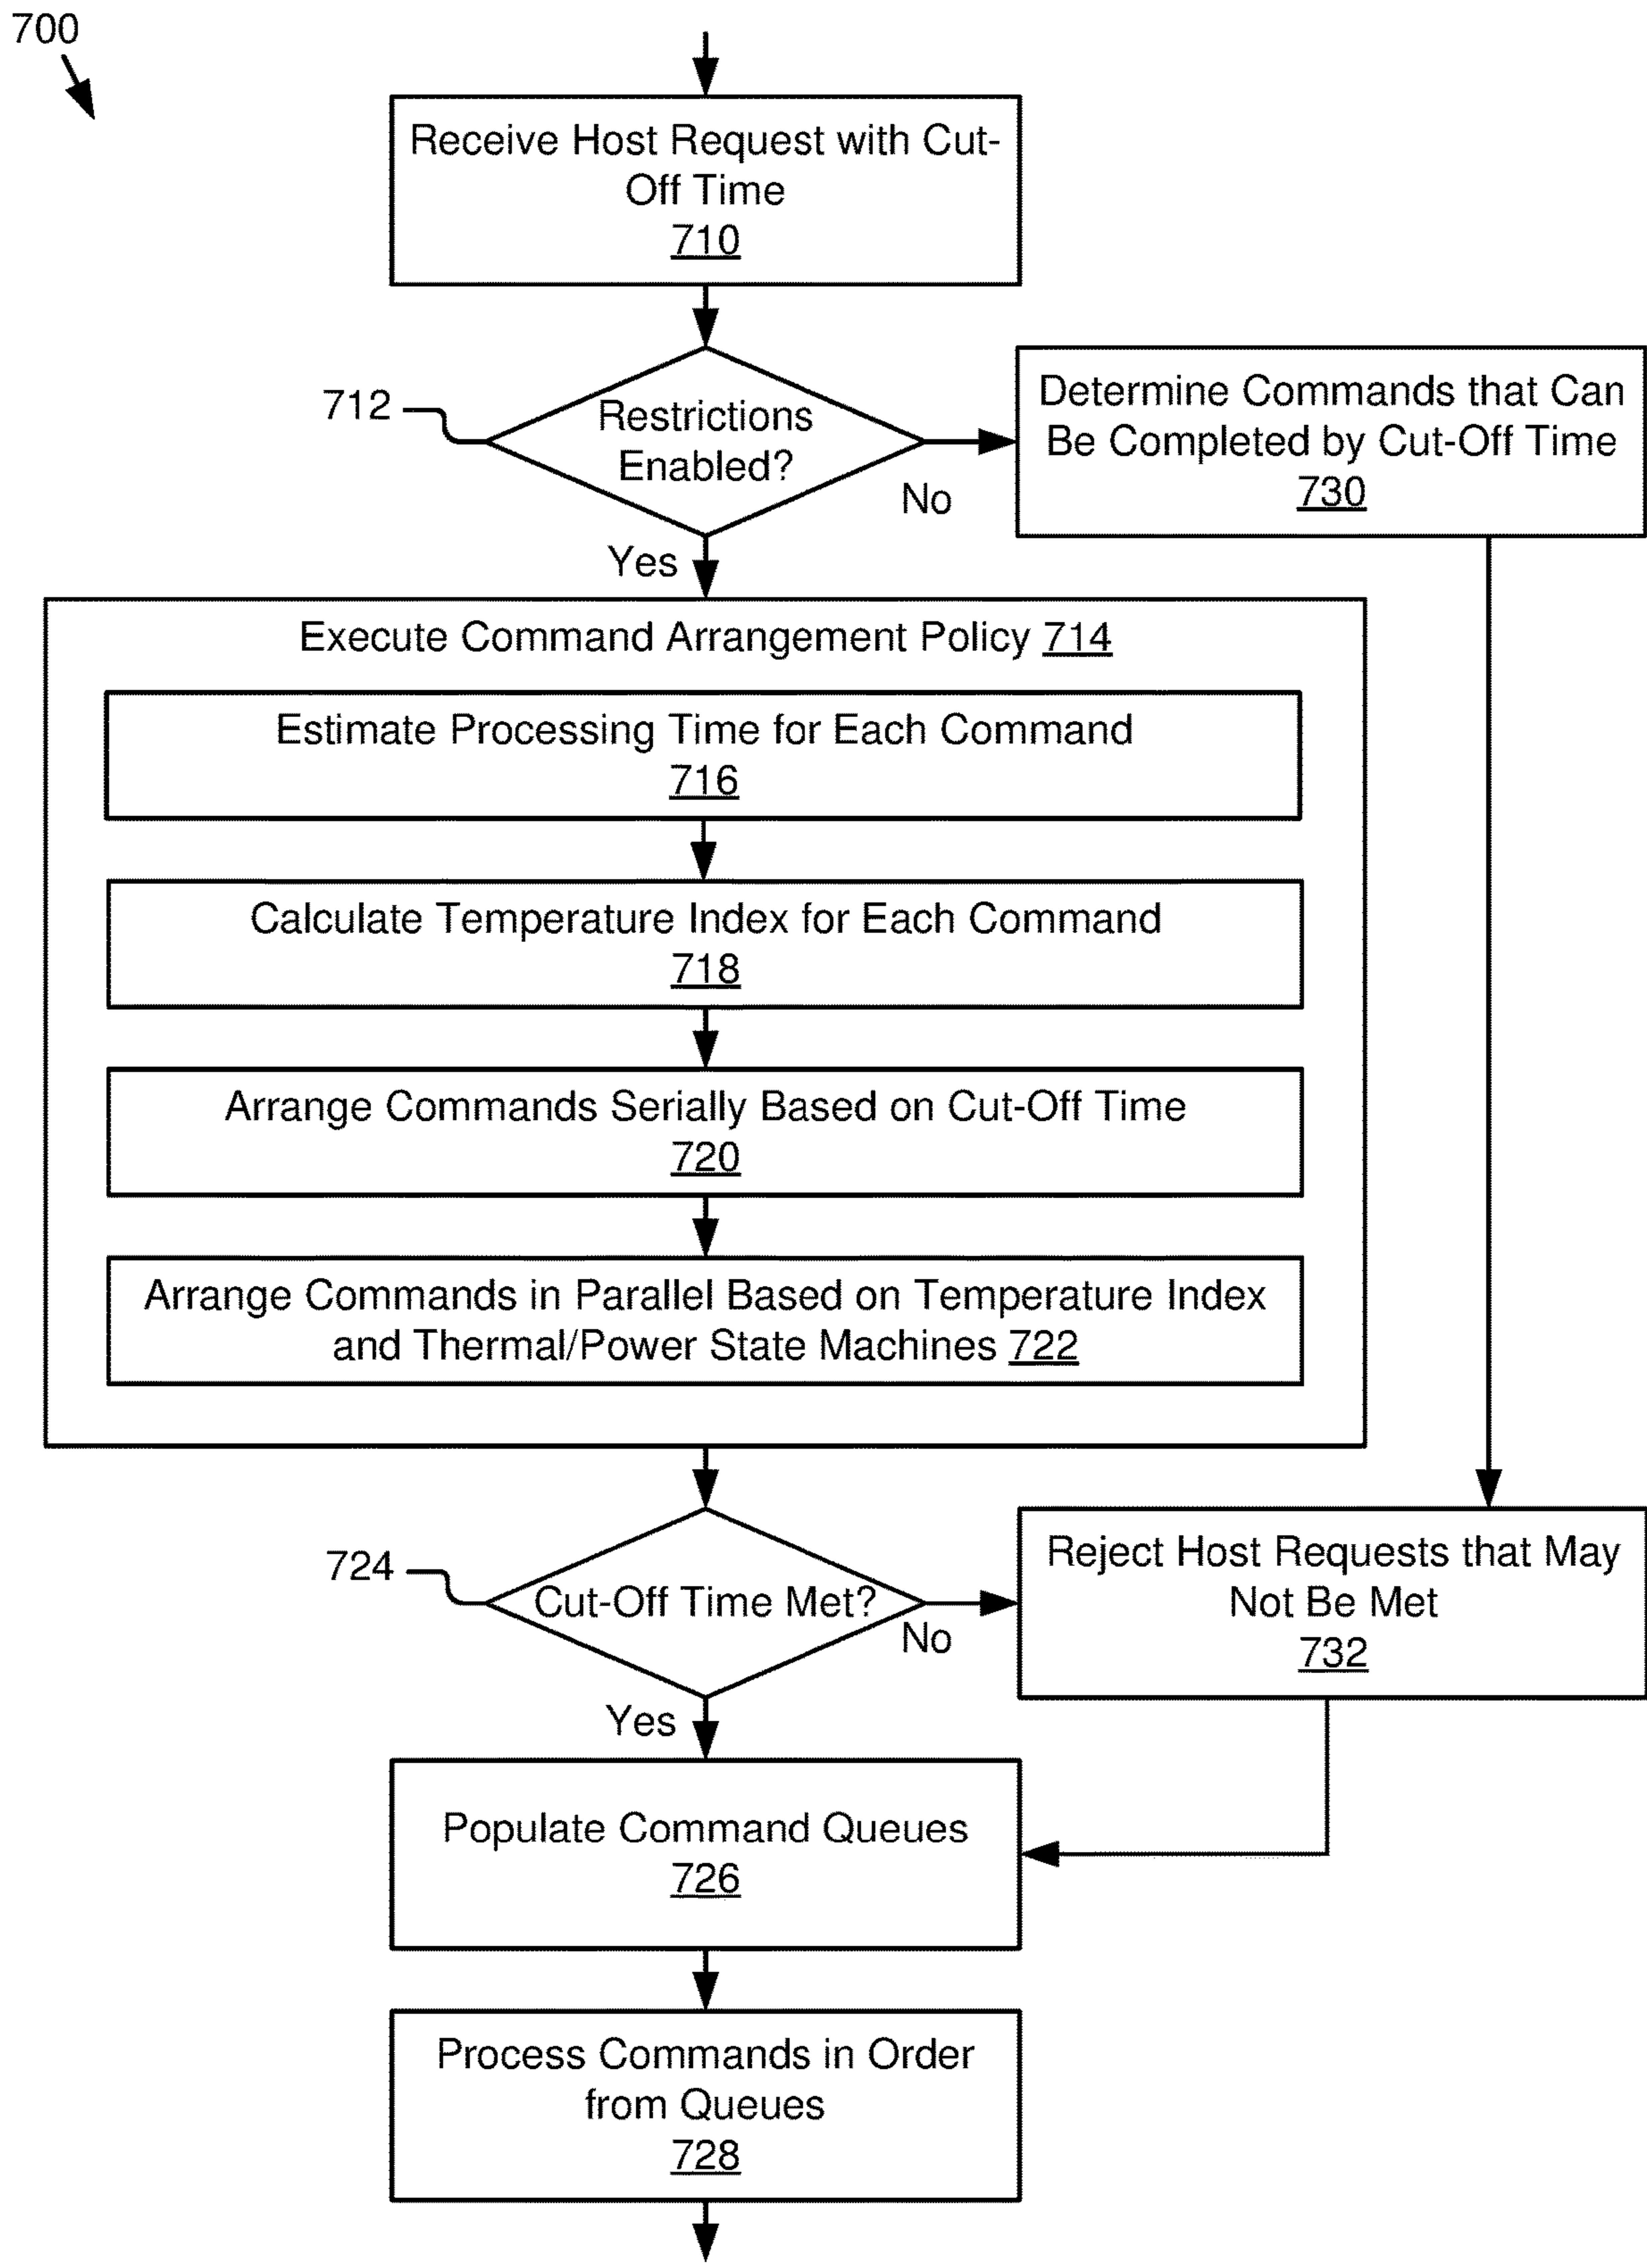 700
Receive Host Request with Cut-
Off Time
710
712
Restrictions
Enabled?
No
Yes
Determine Commands that Can
Be Completed by Cut-Off Time
730
Execute Command Arrangement Policy 714
Estimate Processing Time for Each Command
716
Calculate Temperature Index for Each Command
718
Arrange Commands Serially Based on Cut-Off Time
720
Arrange Commands in Parallel Based on Temperature Index
and Thermal/Power State Machines 722
724
Cut-Off Time Met?
No
Yes
Reject Host Requests that May
Not Be Met
732
Populate Command Queues
726
Process Commands in Order
from Queues
728